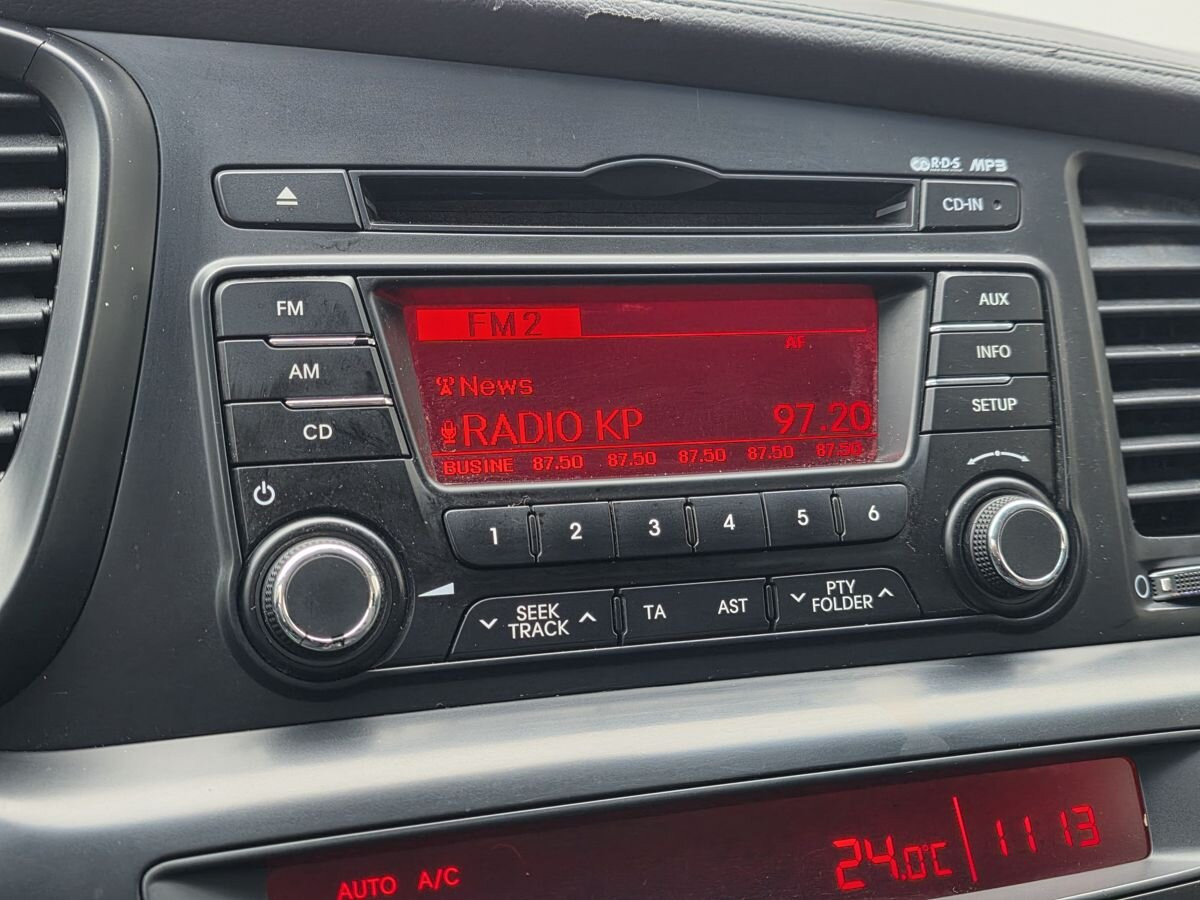 R·D·S MP3
CD-IN
FM
AM
CD
FM2
AF
News
RADIO KP 97.20
BUSINE 87.50 87.50 87.50 87.50 87.50
AUX
INFO
SETUP
1 2 3 4 5 6
SEEK
TRACK
TA AST
PTY
FOLDER
AUTO A/C 24.0°C 11 13